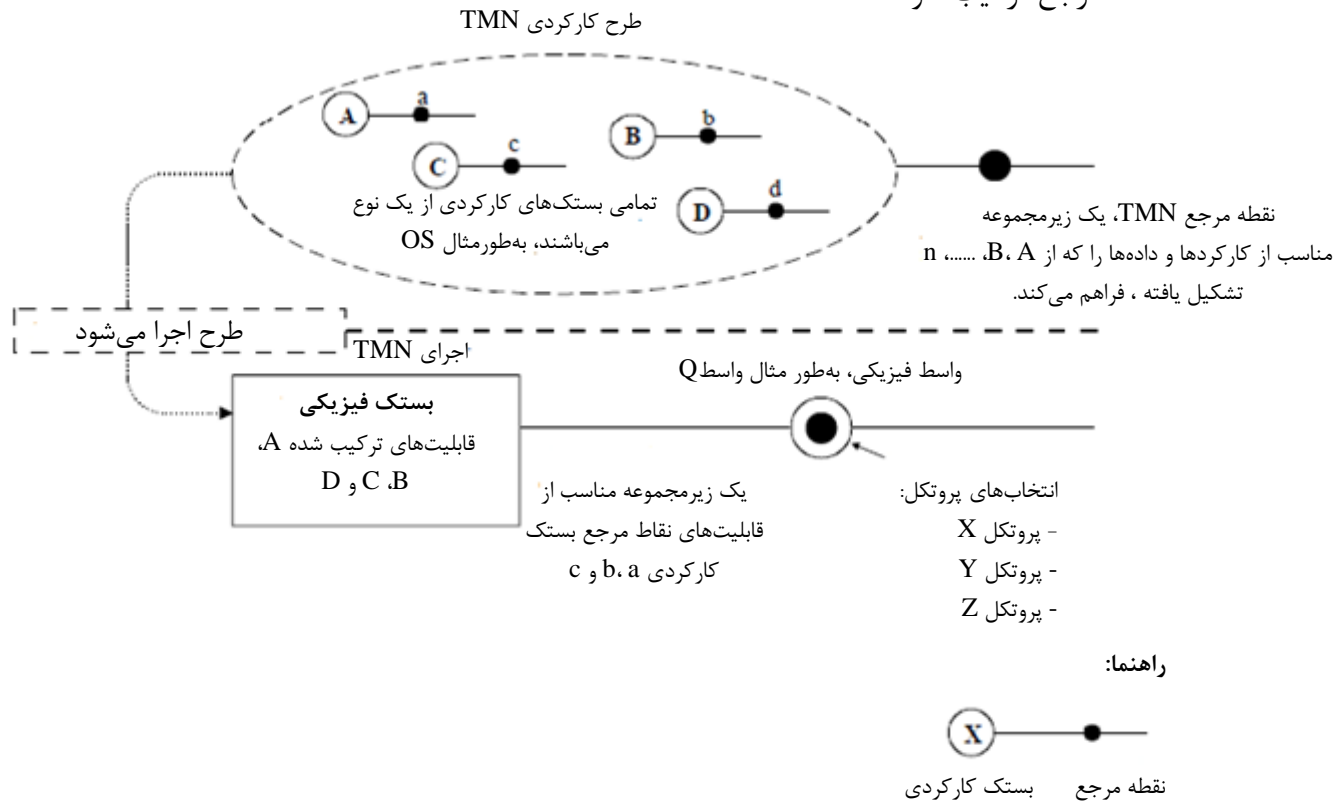 طرح کارکردی TMN
A
a
B
b
C
c
D
d
تمامی بستک‌های کارکردی از یک نوع
می‌باشند، به‌طورمثال OS
نقطه مرجع TMN، یک زیرمجموعه
مناسب از کارکردها و داده‌ها را که از A ،B، ......، n
تشکیل یافته ، فراهم می‌کند.
طرح اجرا می‌شود
اجرای TMN
واسط فیزیکی، به‌طور مثال واسطQ
بستک فیزیکی
قابلیت‌های ترکیب شده A،
B، C و D
یک زیرمجموعه مناسب از
قابلیت‌های نقاط مرجع بستک
کارکردی b، a و c
انتخاب‌های پروتکل:
- پروتکل X
- پروتکل Y
- پروتکل Z
راهنما:
X
نقطه مرجع
بستک کارکردی